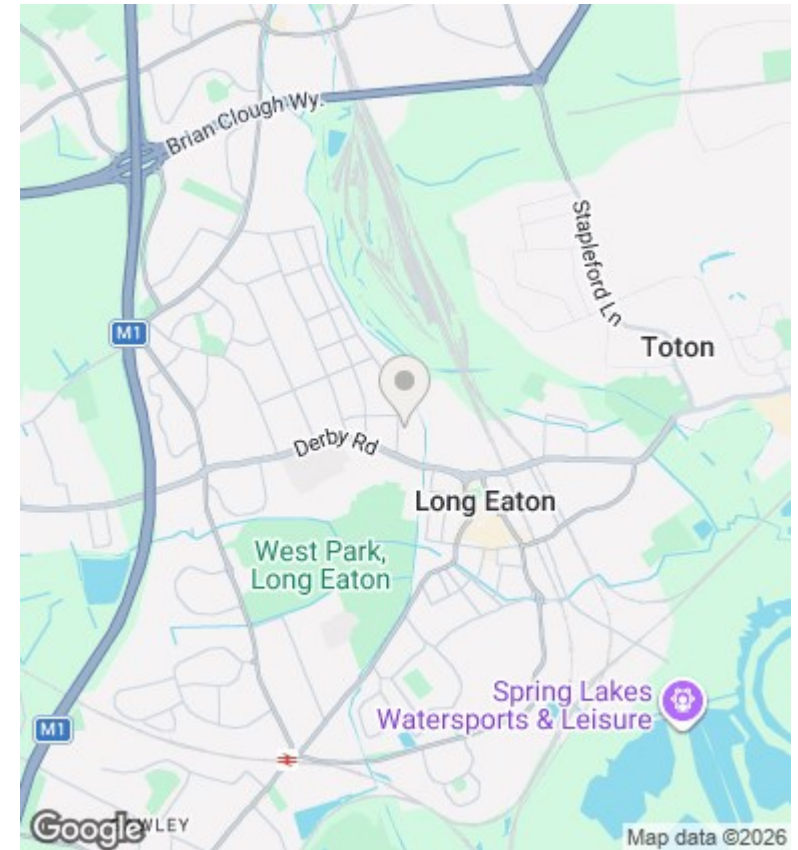 Brian Clough Wy.
Stapleford Ln
M1
Toton
Derby Rd
Long Eaton
West Park,
Long Eaton
Spring Lakes
Watersports & Leisure
M1
Google
Map data ©2026